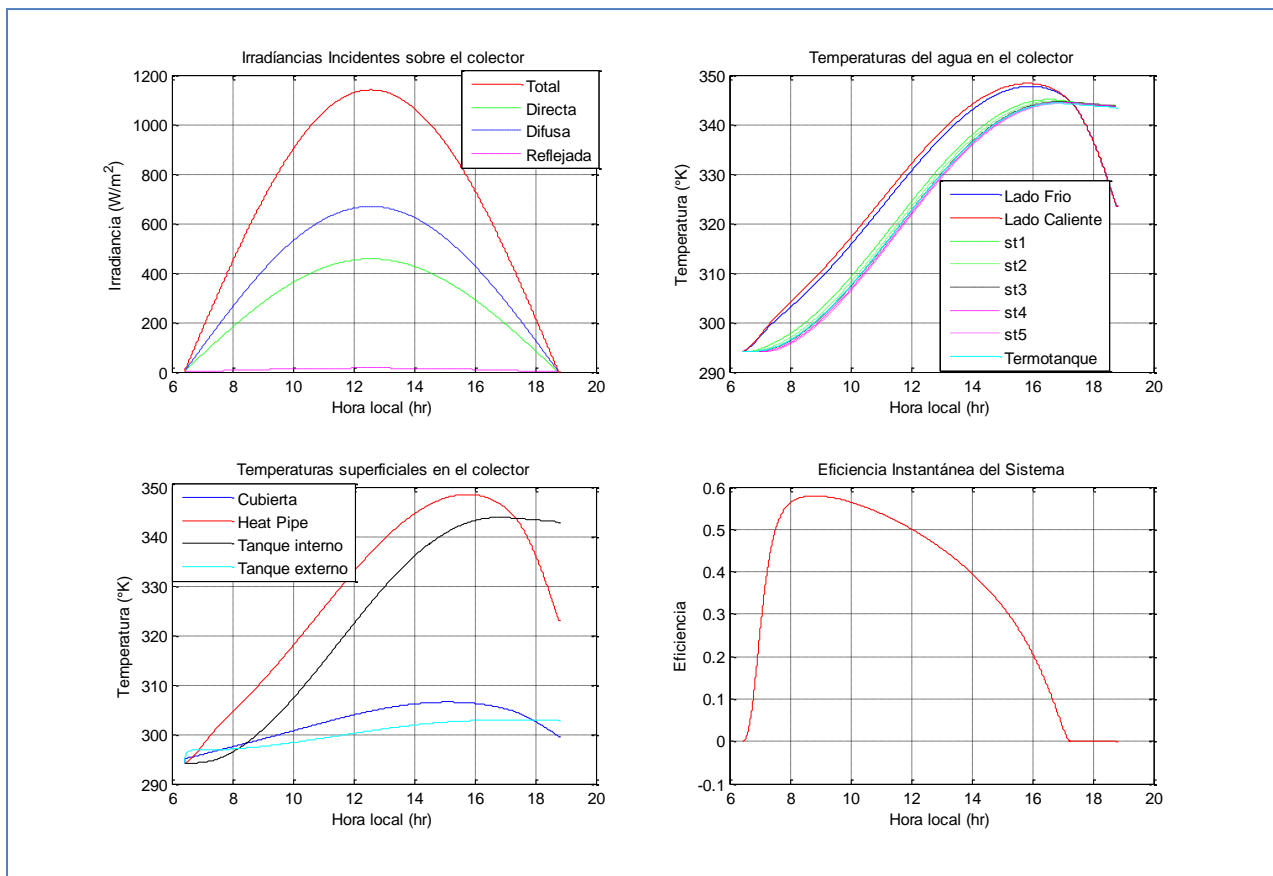 Irradíancias Incidentes sobre el colector
1200
1000
800
600
400
200
0
Irradiancia (W/m²)
6 8 10 12 14 16 18 20
Hora local (hr)
Total
Directa
Difusa
Reflejada
Temperaturas del agua en el colector
350
340
330
320
310
300
290
Temperatura (°K)
6 8 10 12 14 16 18 20
Hora local (hr)
Lado Frio
Lado Caliente
st1
st2
st3
st4
st5
Termotanque
Temperaturas superficiales en el colector
350
340
330
320
310
300
290
Temperatura (°K)
6 8 10 12 14 16 18 20
Hora local (hr)
Cubierta
Heat Pipe
Tanque interno
Tanque externo
Eficiencia Instantánea del Sistema
0.6
0.5
0.4
0.3
0.2
0.1
0
-0.1
Eficiencia
6 8 10 12 14 16 18 20
Hora local (hr)